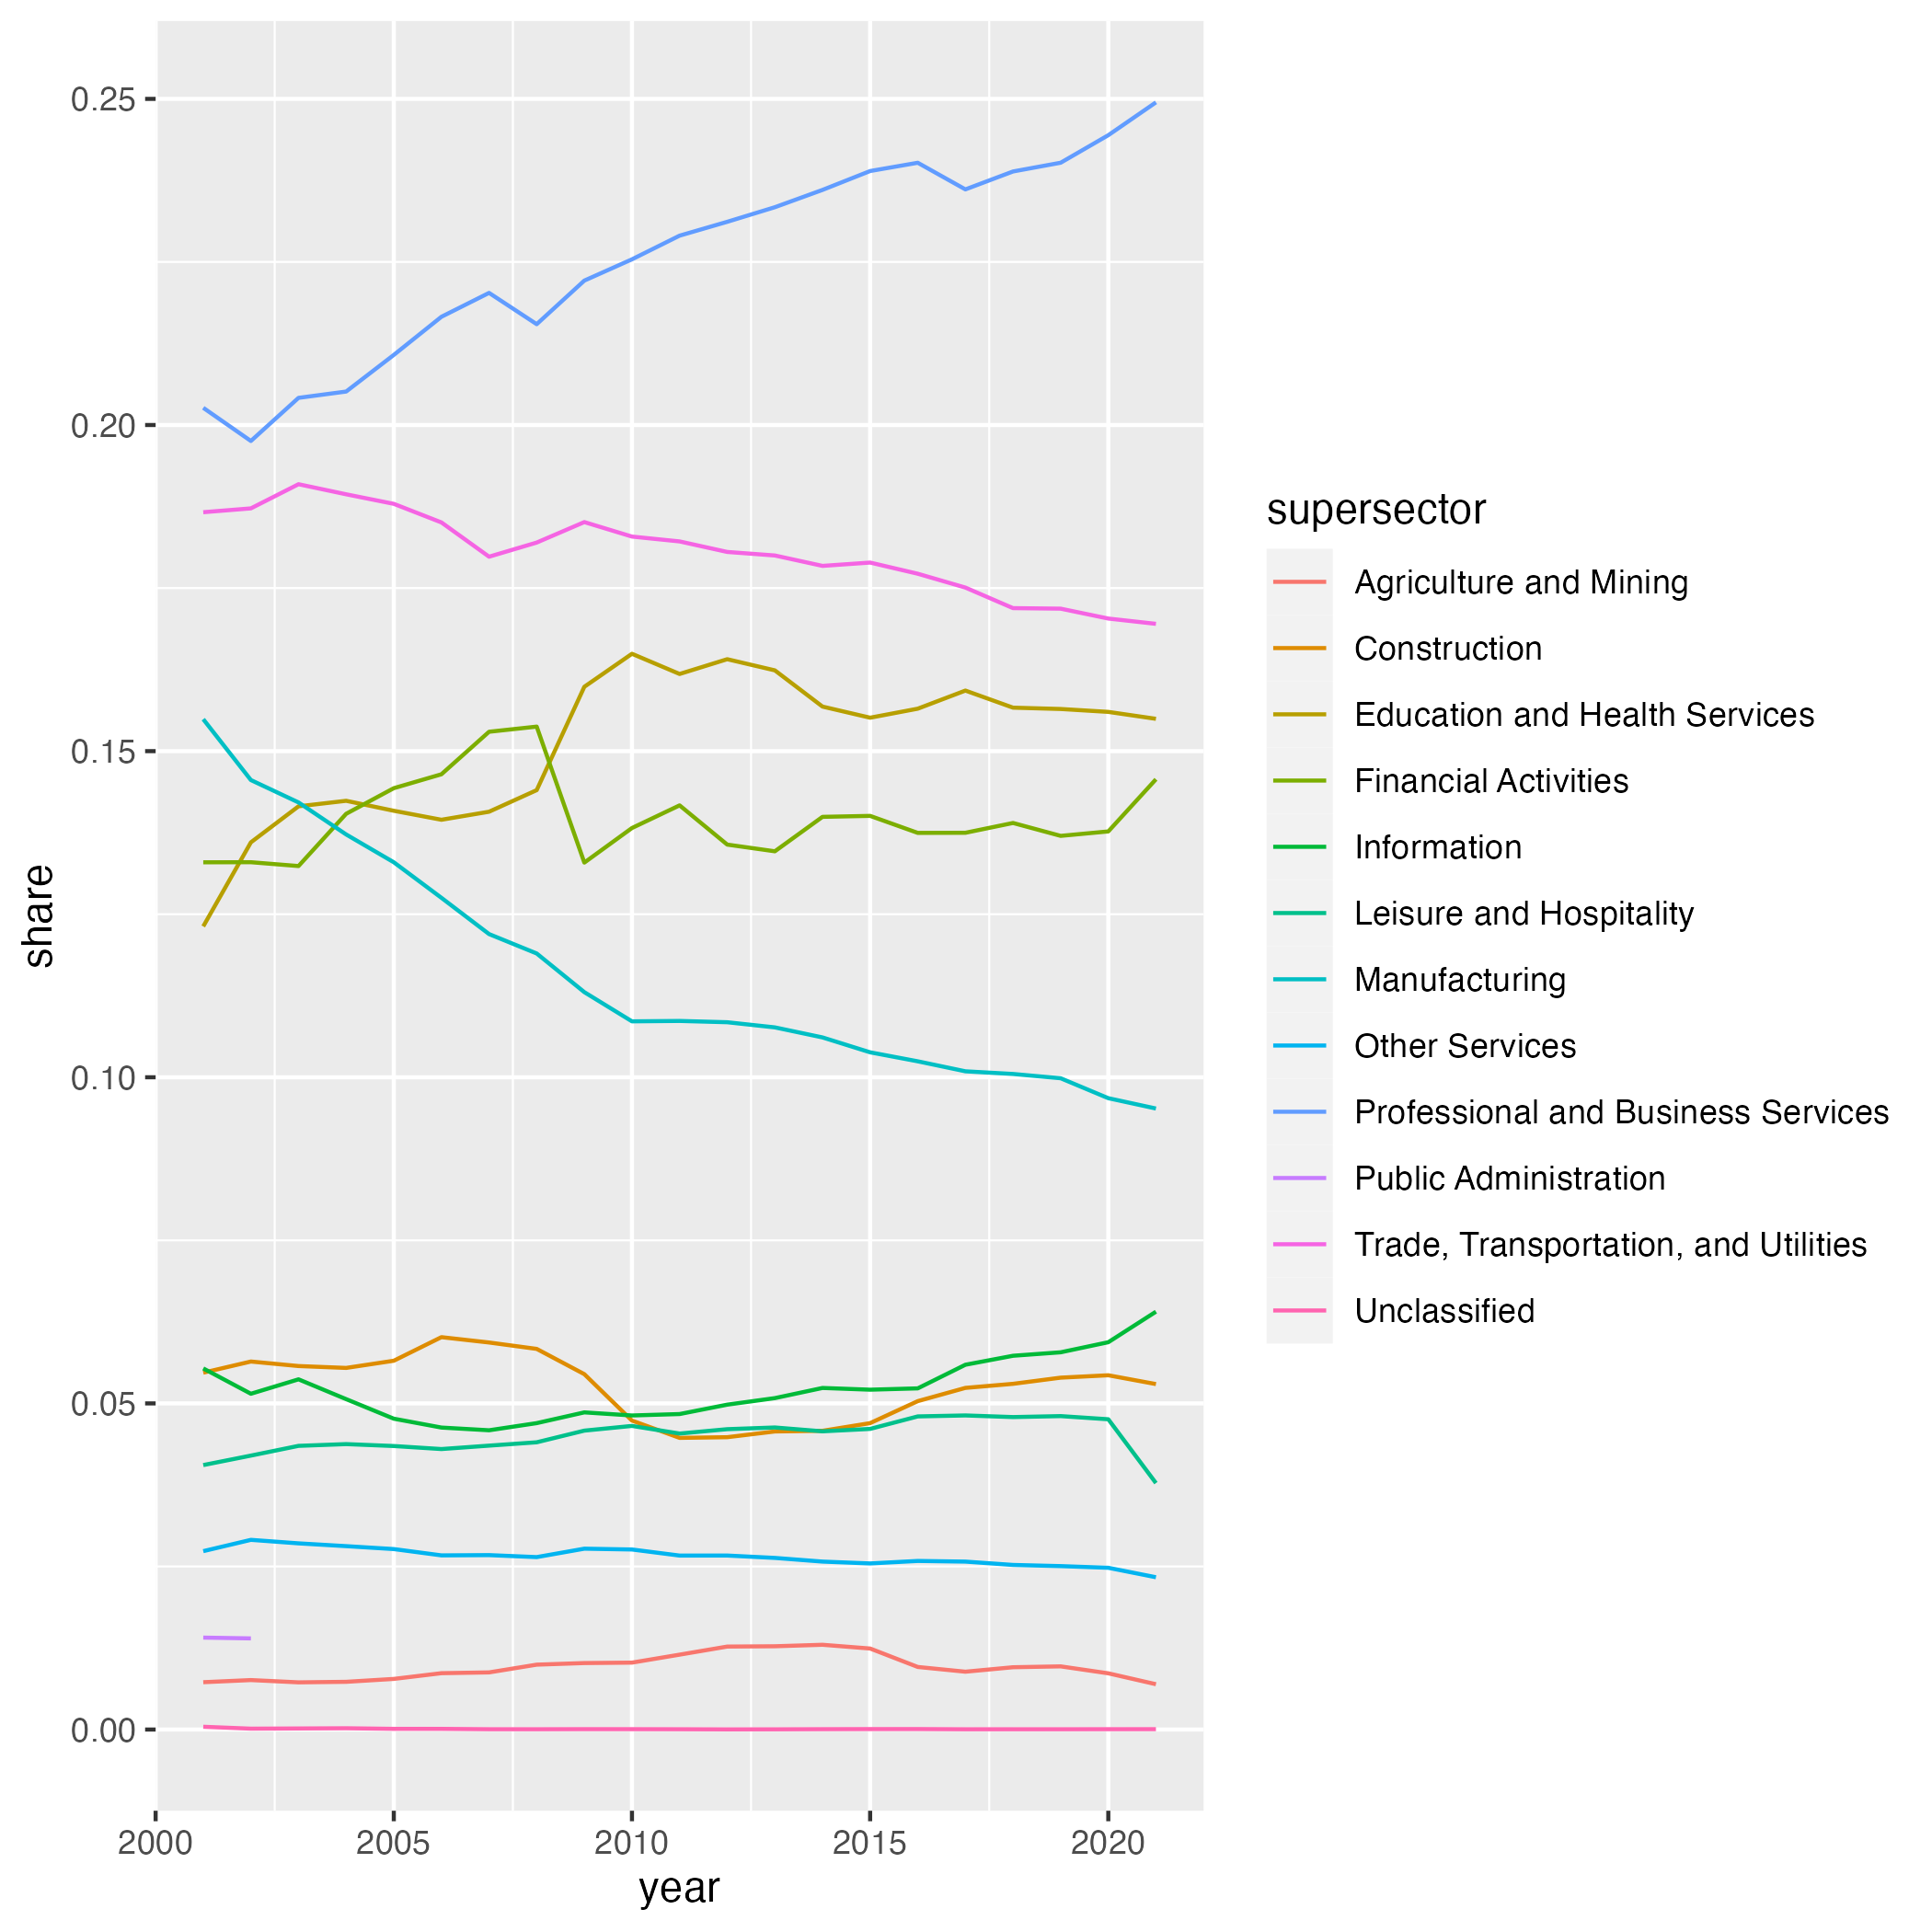 0.25
0.20
0.15
0.10
0.05
0.00
share
2000 2005 2010 2015 2020
year
supersector
Agriculture and Mining
Construction
Education and Health Services
Financial Activities
Information
Leisure and Hospitality
Manufacturing
Other Services
Professional and Business Services
Public Administration
Trade, Transportation, and Utilities
Unclassified